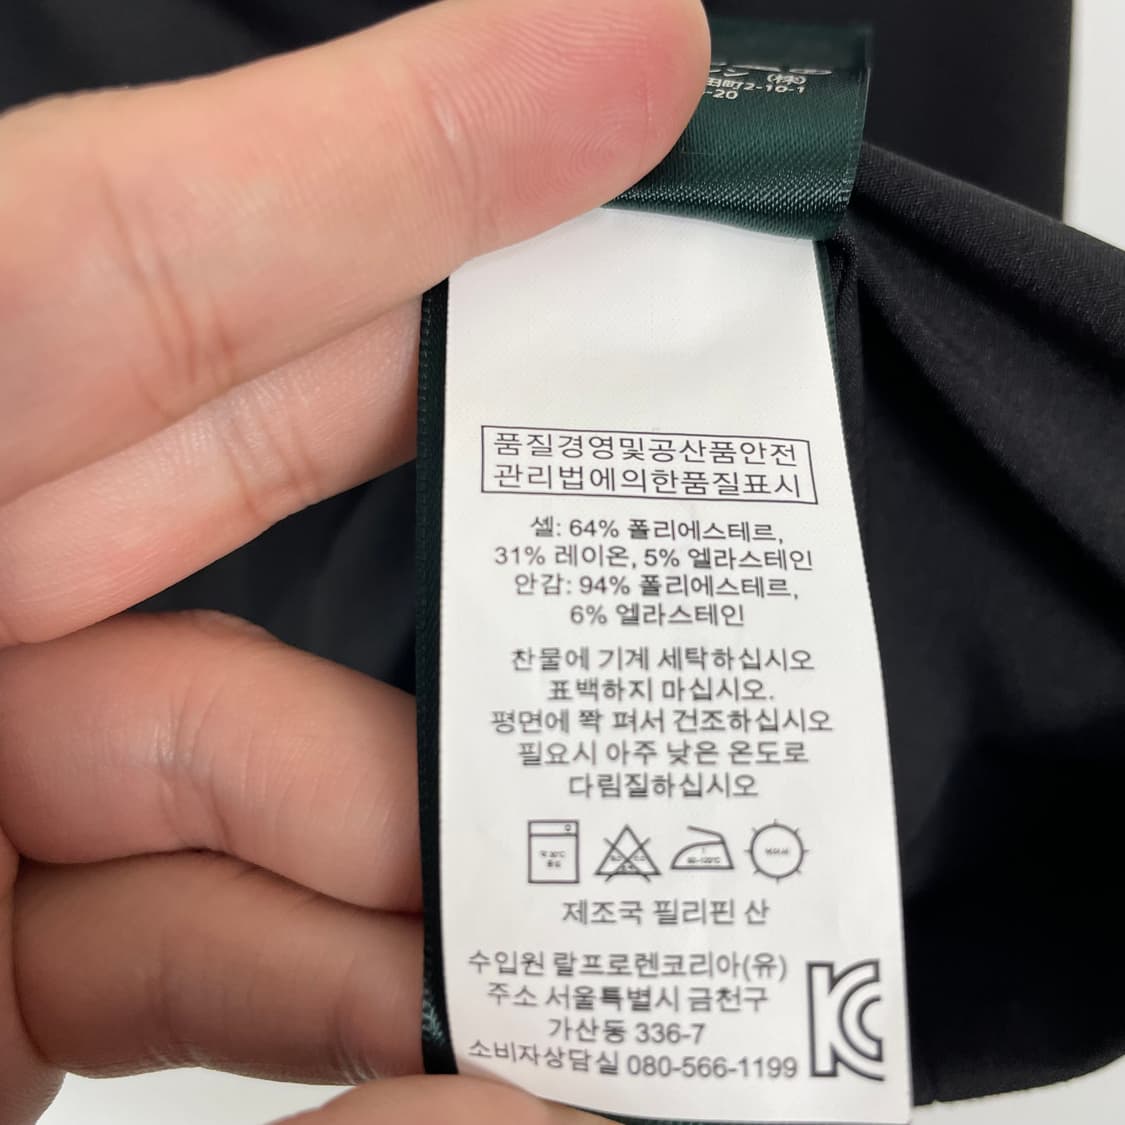 2-10-1
-20
품질경영및공산품안전
관리법에의한품질표시
셸: 64% 폴리에스테르,
31% 레이온, 5% 엘라스테인
안감: 94% 폴리에스테르,
6% 엘라스테인
찬물에 기계 세탁하십시오
표백하지 마십시오.
평면에 쫙 펴서 건조하십시오
필요시 아주 낮은 온도로
다림질하십시오
제조국 필리핀 산
수입원 랄프로렌코리아(유)
주소 서울특별시 금천구
가산동 336-7
소비자상담실 080-566-1199